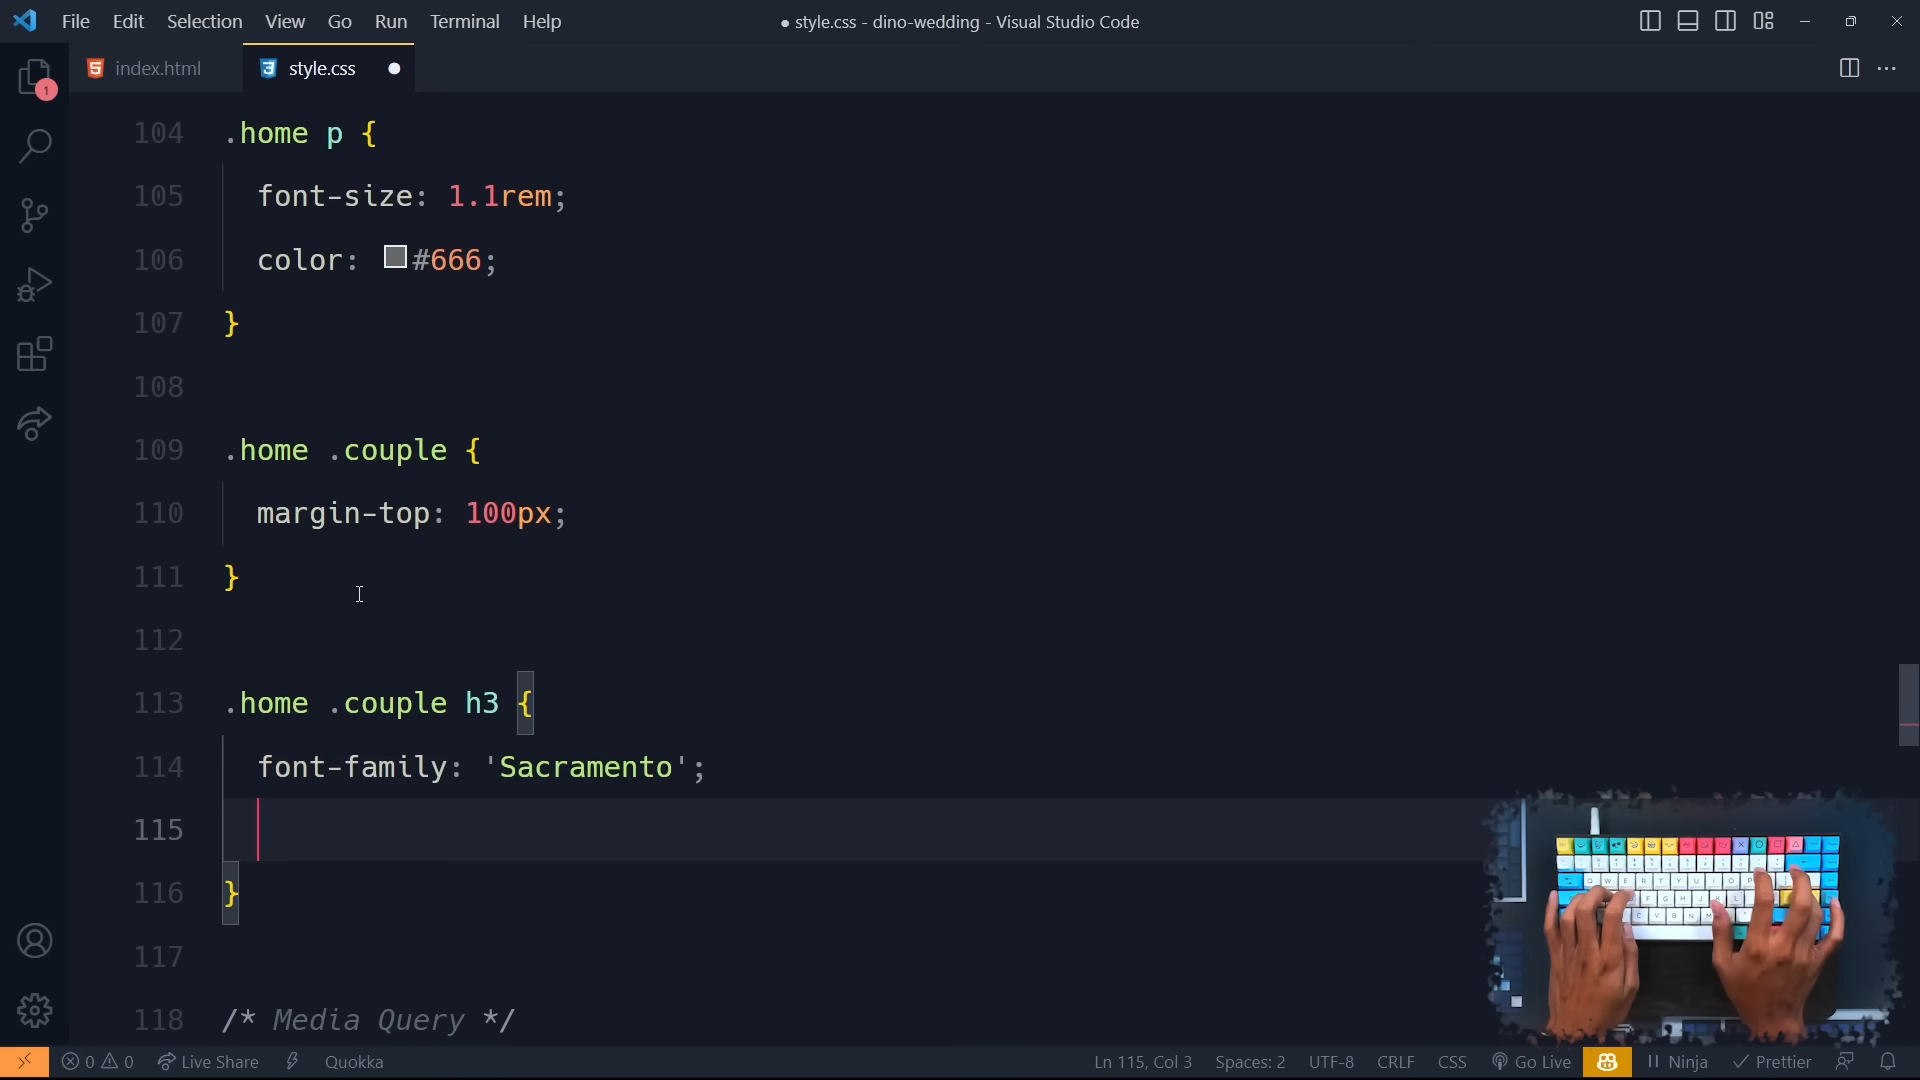 File Edit Selection View Go Run Terminal Help
● style.css - dino-wedding - Visual Studio Code
index.html
style.css ●
1
104 .home p {
105 font-size: 1.1rem;
106 color: #666;
107 }
108
109 .home .couple {
110 margin-top: 100px;
111 }
112
113 .home .couple h3 {
114 font-family: 'Sacramento';
115
116 }
117
118 /* Media Query */
0 0 Live Share Quokka Ln 115, Col 3 Spaces: 2 UTF-8 CRLF CSS Go Live Ninja Prettier